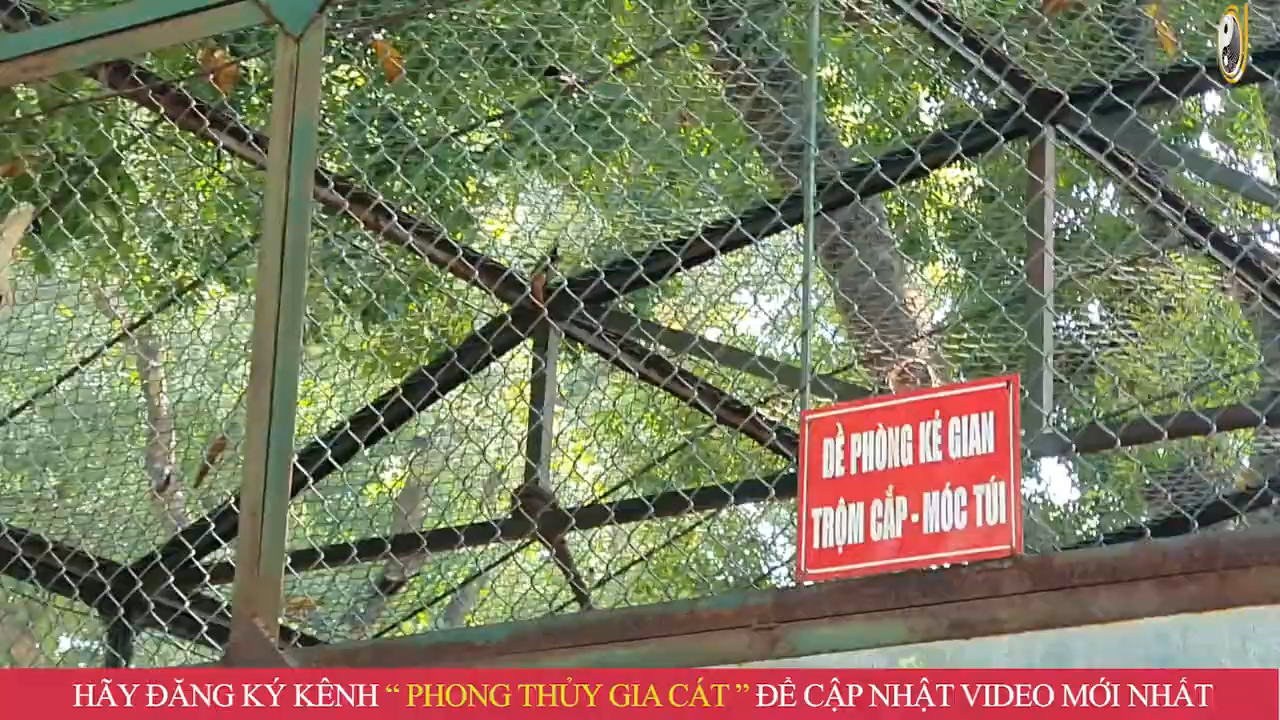 ĐỀ PHÒNG KẺ GIAN
TRỘM CẮP - MÓC TÚI
HÃY ĐĂNG KÝ KÊNH “ PHONG THỦY GIA CÁT ” ĐỂ CẬP NHẬT VIDEO MỚI NHẤT